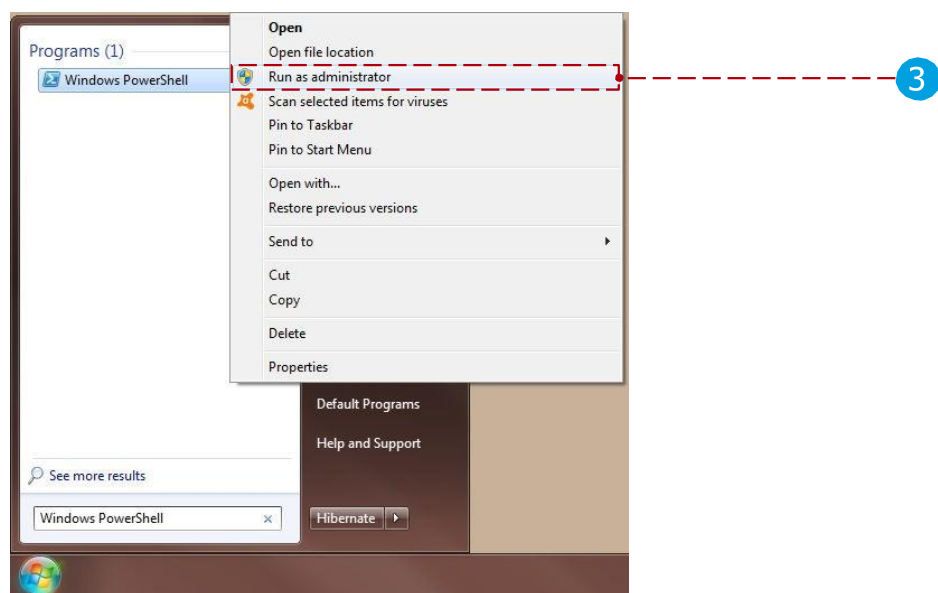 Programs (1)
Windows PowerShell
Open
Open file location
Run as administrator
Scan selected items for viruses
Pin to Taskbar
Pin to Start Menu
Open with...
Restore previous versions
Send to
Cut
Copy
Delete
Properties
3
Default Programs
Help and Support
See more results
Windows PowerShell
Hibernate